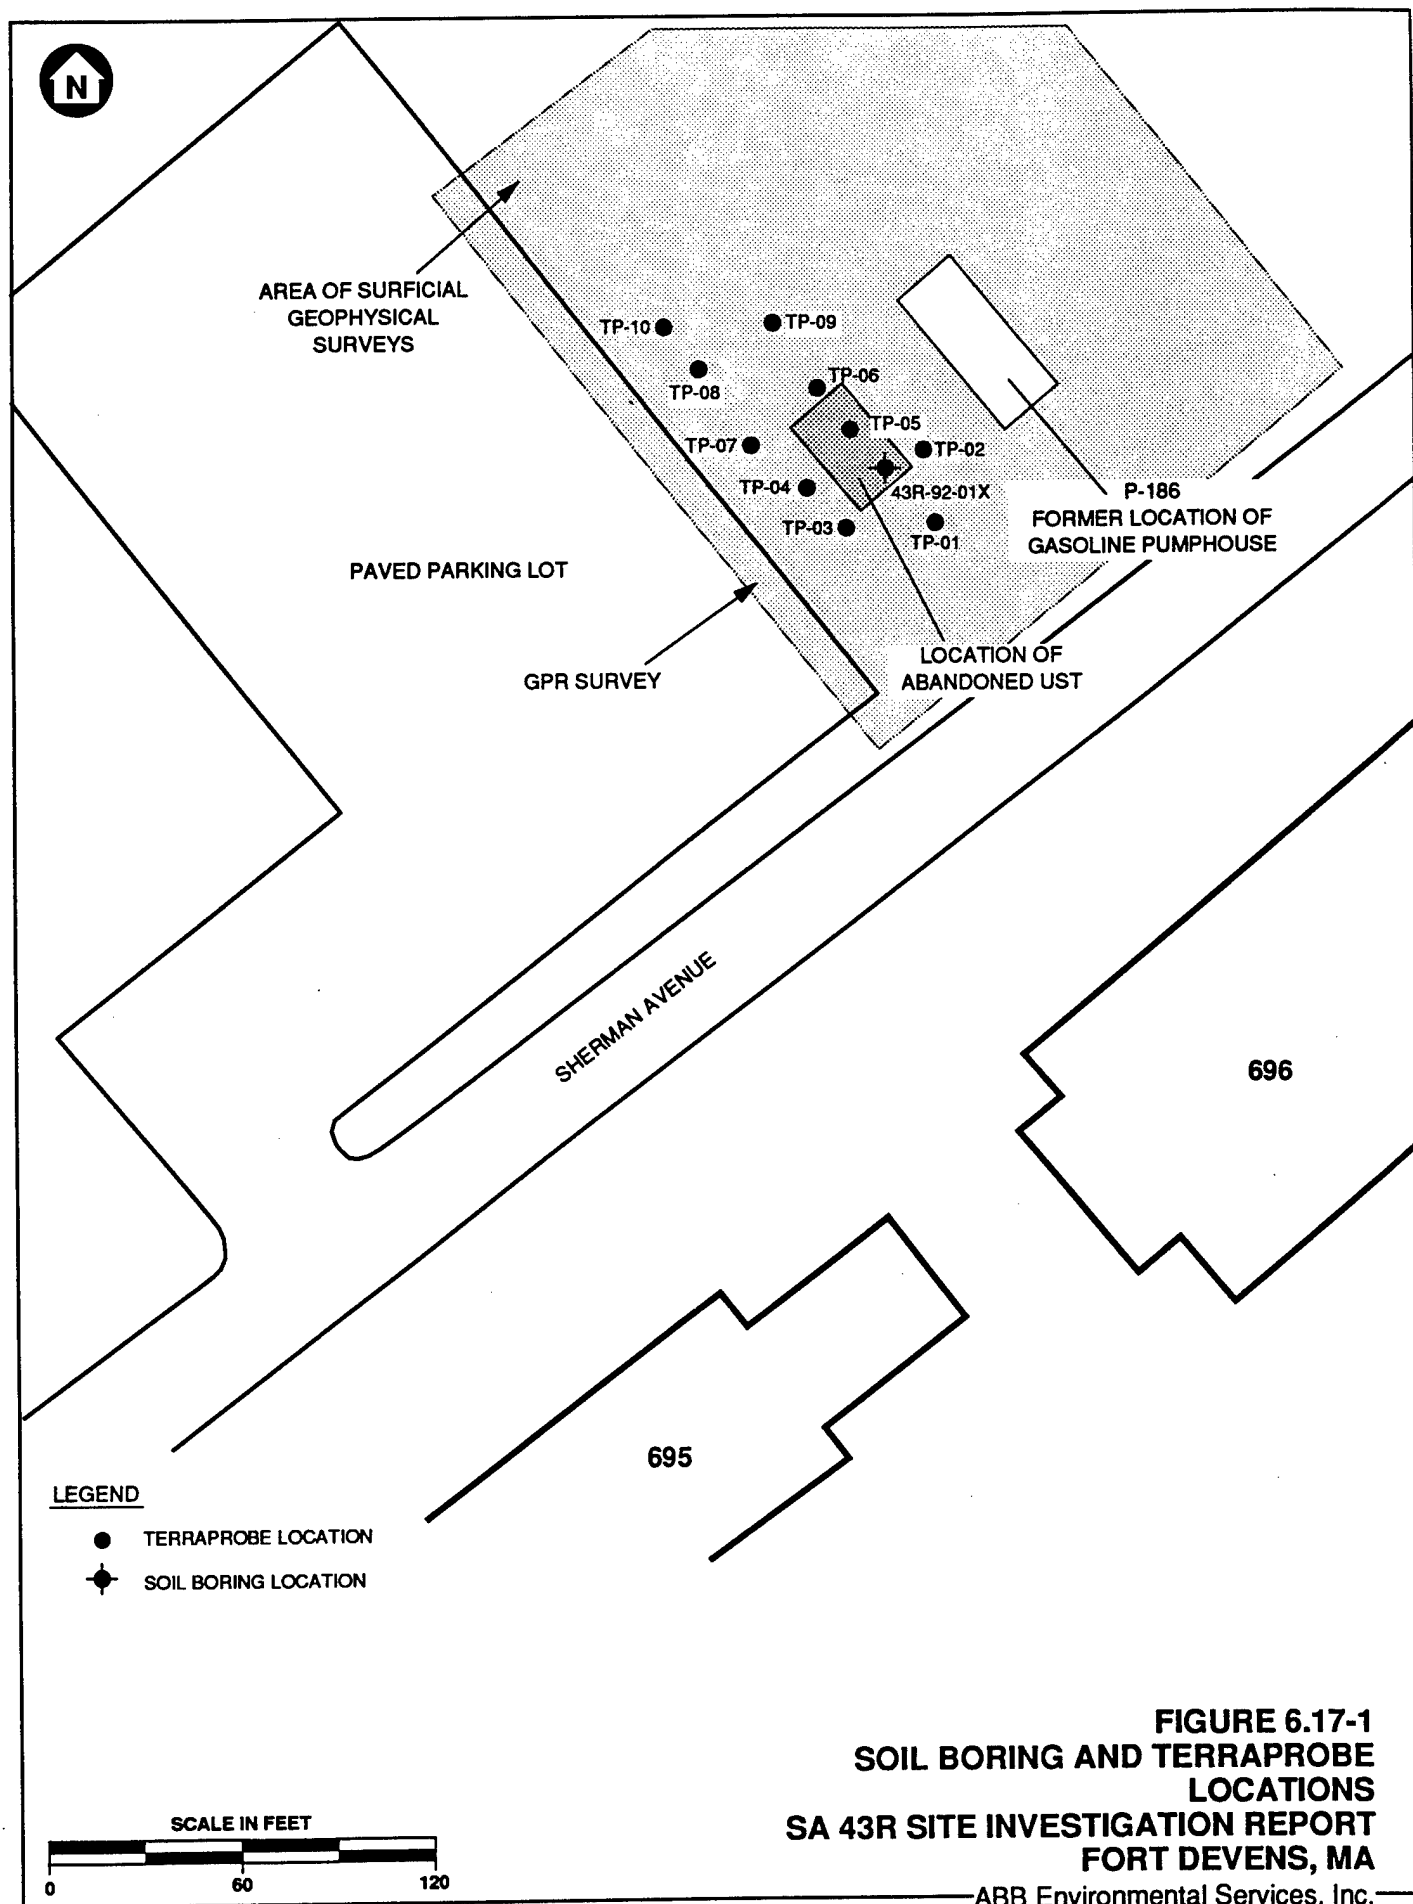 N
AREA OF SURFICIAL
GEOPHYSICAL
SURVEYS
TP-10
TP-09
TP-08
TP-06
TP-05
TP-07
TP-02
TP-04
43R-92-01X
TP-03
TP-01
P-186
FORMER LOCATION OF
GASOLINE PUMPHOUSE
PAVED PARKING LOT
GPR SURVEY
LOCATION OF
ABANDONED UST
SHERMAN AVENUE
696
695
LEGEND
TERRAPROBE LOCATION
SOIL BORING LOCATION
SCALE IN FEET
0 60 120
FIGURE 6.17-1
SOIL BORING AND TERRAPROBE
LOCATIONS
SA 43R SITE INVESTIGATION REPORT
FORT DEVENS, MA
ABB Environmental Services, Inc.